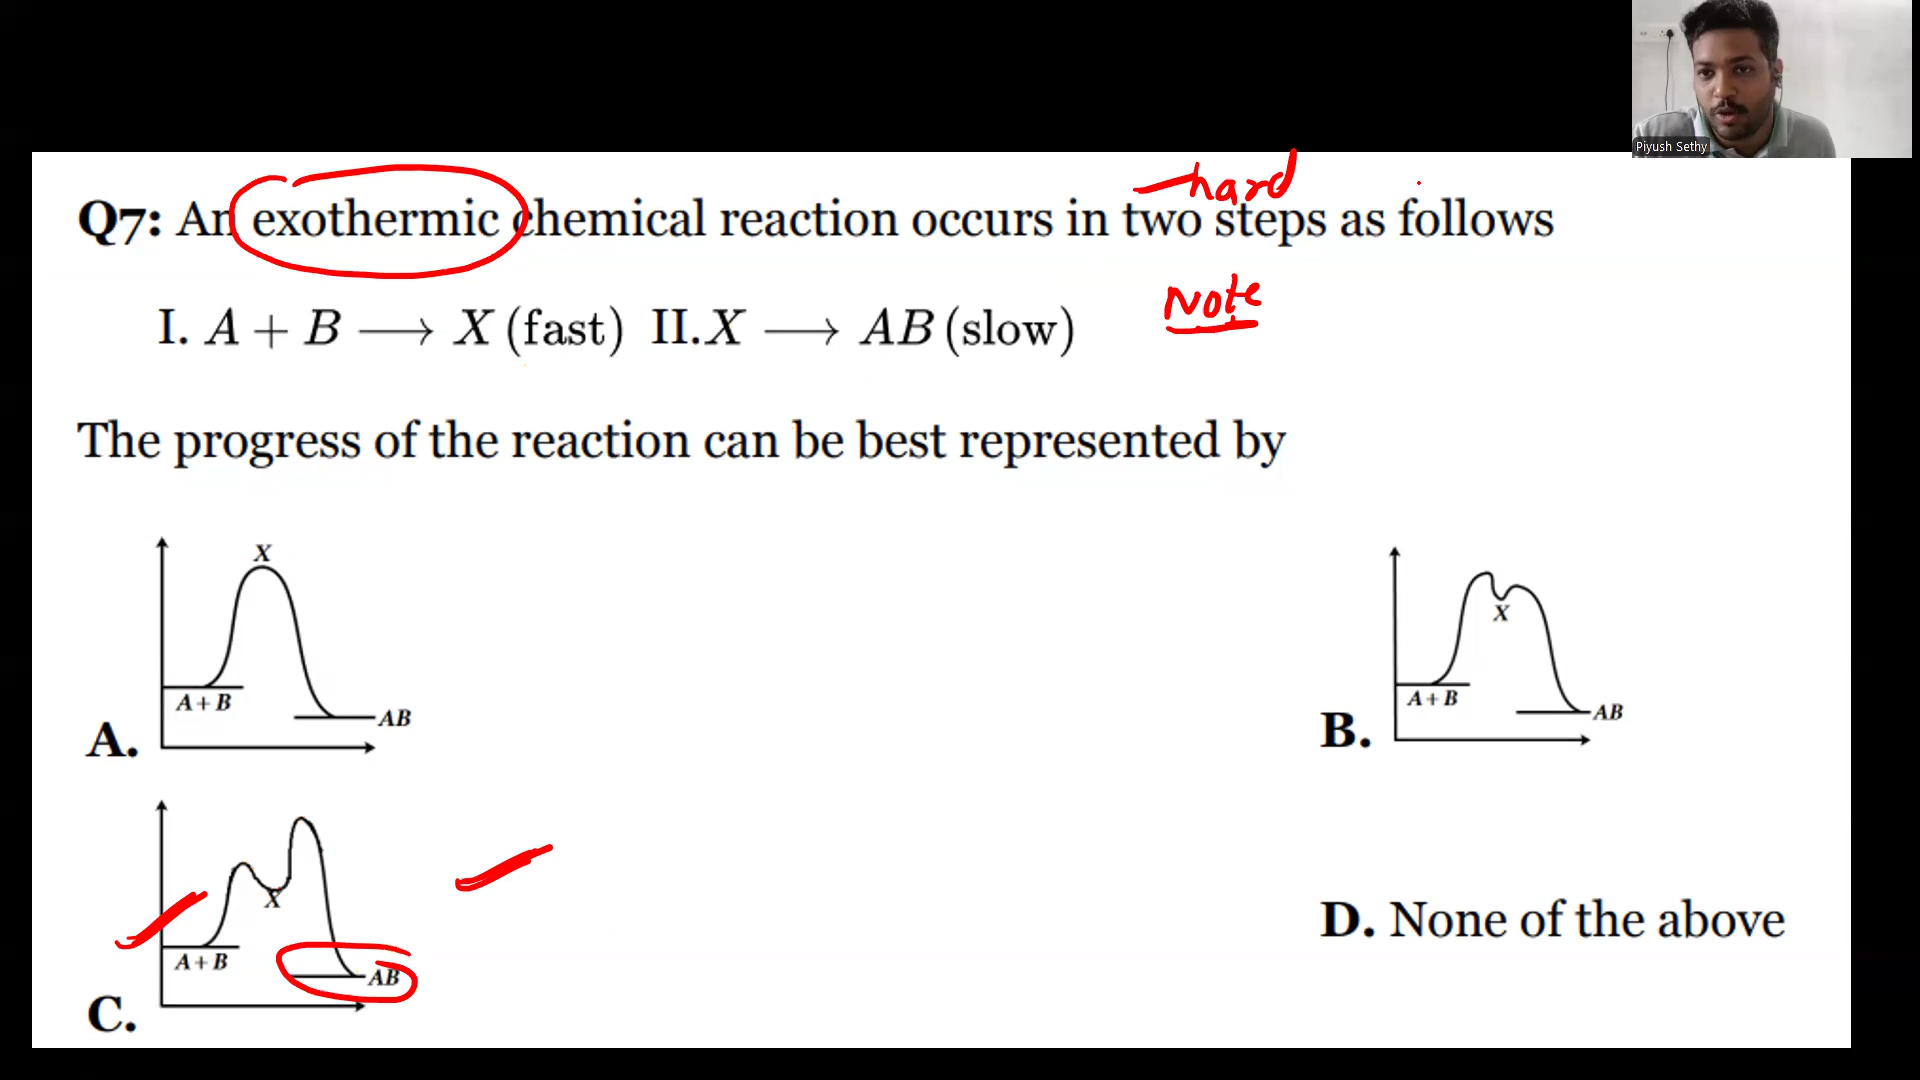 Piyush Sethy
hard
Q7: An exothermic chemical reaction occurs in two steps as follows
Note
I. A + B ⟶ X (fast) II.X ⟶ AB (slow)
The progress of the reaction can be best represented by
X
A+B
AB
A.
X
A+B
AB
B.
X
A+B
AB
C.
D. None of the above